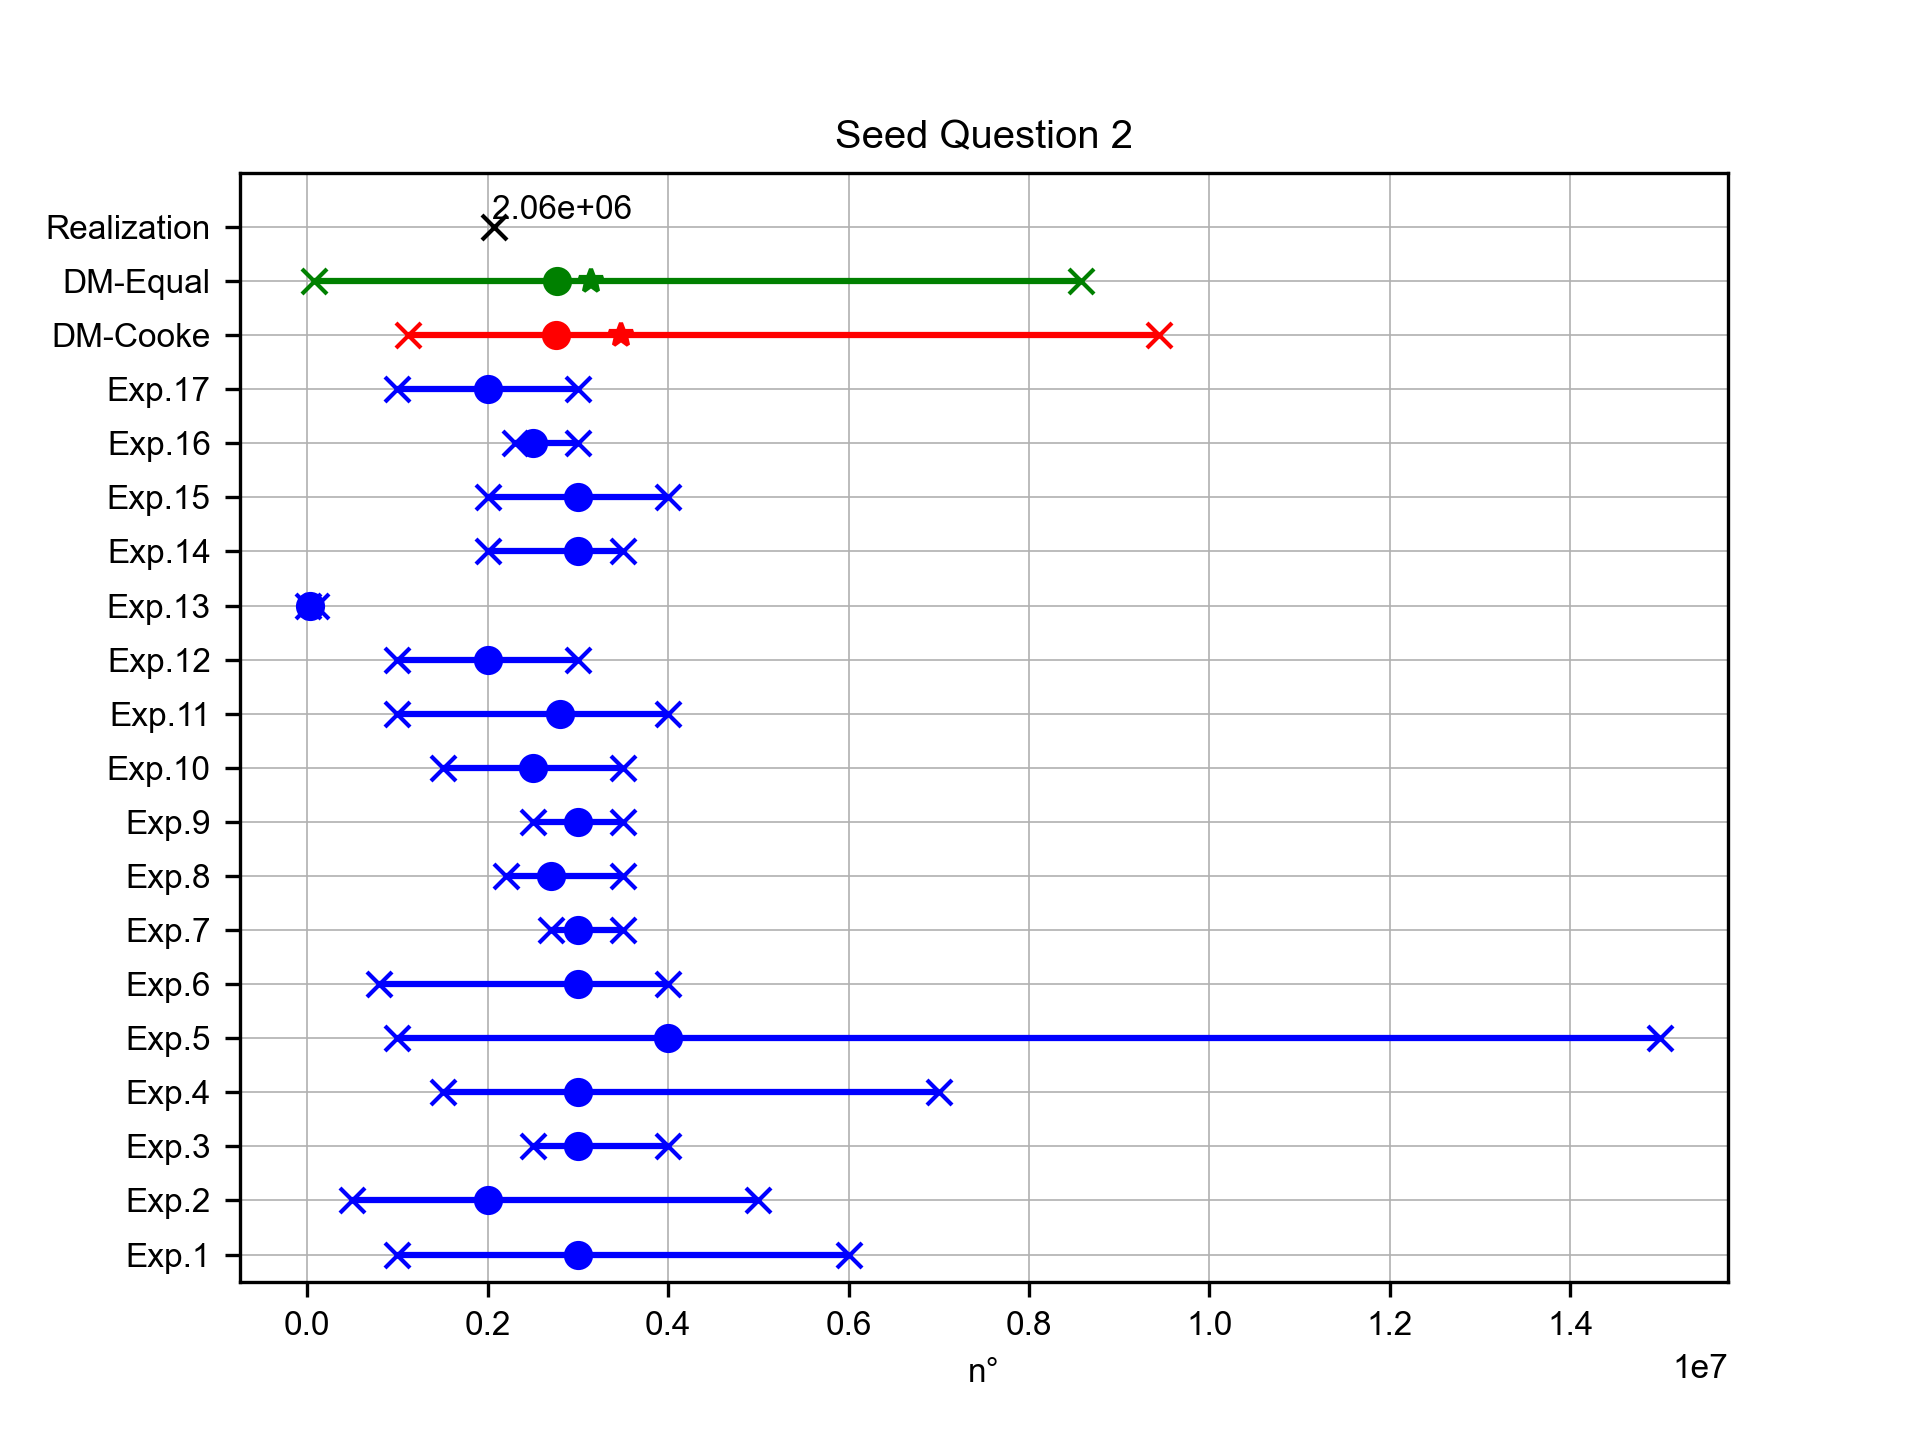 Seed Question 2
2.06e+06
Realization
DM-Equal
DM-Cooke
Exp.17
Exp.16
Exp.15
Exp.14
Exp.13
Exp.12
Exp.11
Exp.10
Exp.9
Exp.8
Exp.7
Exp.6
Exp.5
Exp.4
Exp.3
Exp.2
Exp.1
0.0 0.2 0.4 0.6 0.8 1.0 1.2 1.4
n°
1e7